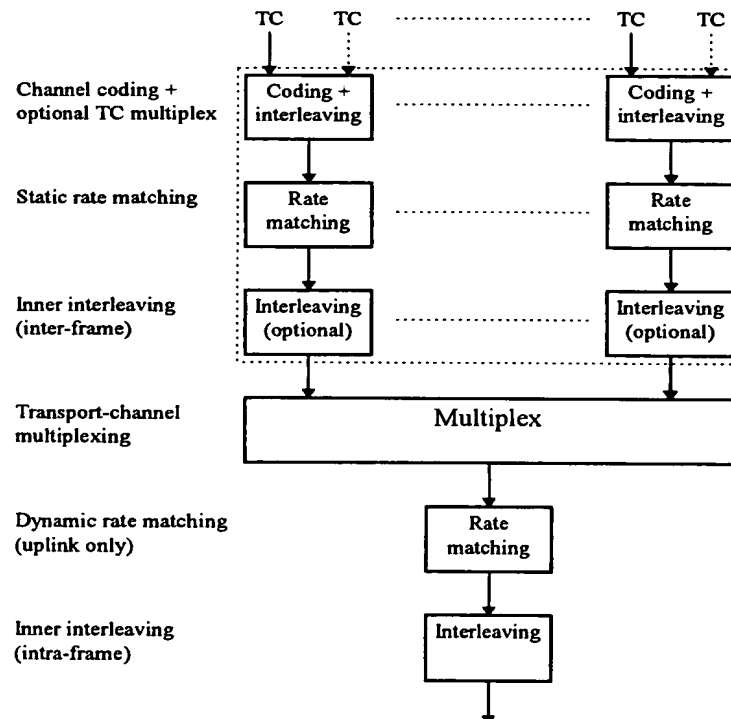 TC TC TC TC
Channel coding +
optional TC multiplex
Coding +
interleaving
Coding +
interleaving
Static rate matching
Rate
matching
Rate
matching
Inner interleaving
(inter-frame)
Interleaving
(optional)
Interleaving
(optional)
Transport-channel
multiplexing
Multiplex
Dynamic rate matching
(uplink only)
Rate
matching
Inner interleaving
(intra-frame)
Interleaving